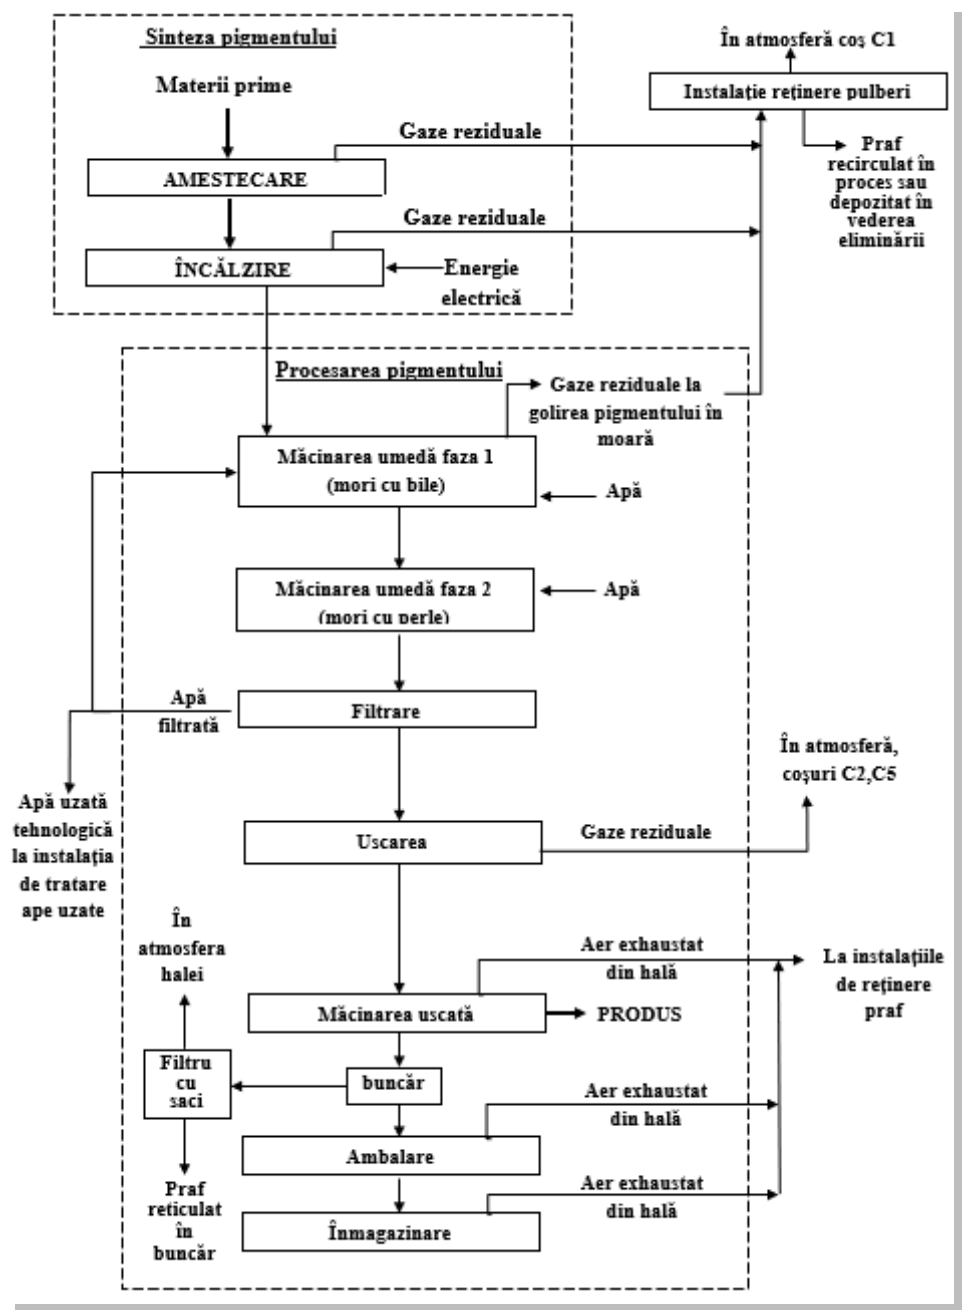 Sinteza pigmentului
Materii prime
Gaze reziduale
AMESTECARE
Gaze reziduale
ÎNCĂLZIRE
Energie
electrică
În atmosferă coș C1
Instalație reținere pulberi
Praf
recirculat în
proces sau
depozitat în
vederea
eliminării
Procesarea pigmentului
Gaze reziduale la
golirea pigmentului în
moară
Măcinarea umedă faza 1
(mori cu bile)
Apă
Măcinarea umedă faza 2
(mori cu perle)
Apă
Apă
filtrată
Filtrare
Apă uzată
tehnologică
la instalația
de tratare
ape uzate
În atmosferă,
coșuri C2,C5
Uscarea
Gaze reziduale
În
atmosfera
halei
Aer exhaustat
din hală
La instalațiile
de reținere
praf
Măcinarea uscată
PRODUS
Filtru
cu
saci
buncăr
Aer exhaustat
din hală
Ambalare
Praf
reticulat
în
buncăr
Aer exhaustat
din hală
Înmagazinare